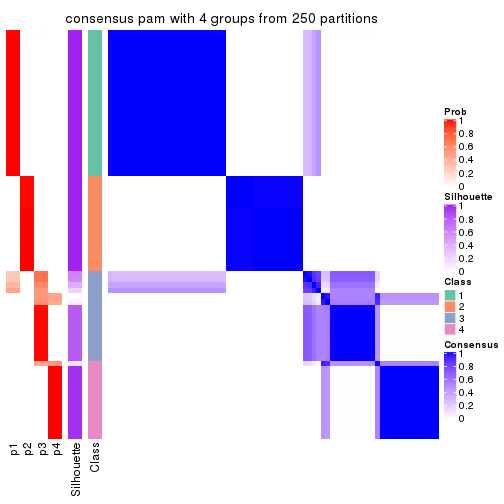 consensus pam with 4 groups from 250 partitions
Prob
1
0.8
0.6
0.4
0.2
0
Silhouette
1
0.8
0.6
0.4
0.2
0
Class
1
2
3
4
Consensus
1
0.8
0.6
0.4
0.2
0
p1
p2
p3
p4
Silhouette
Class